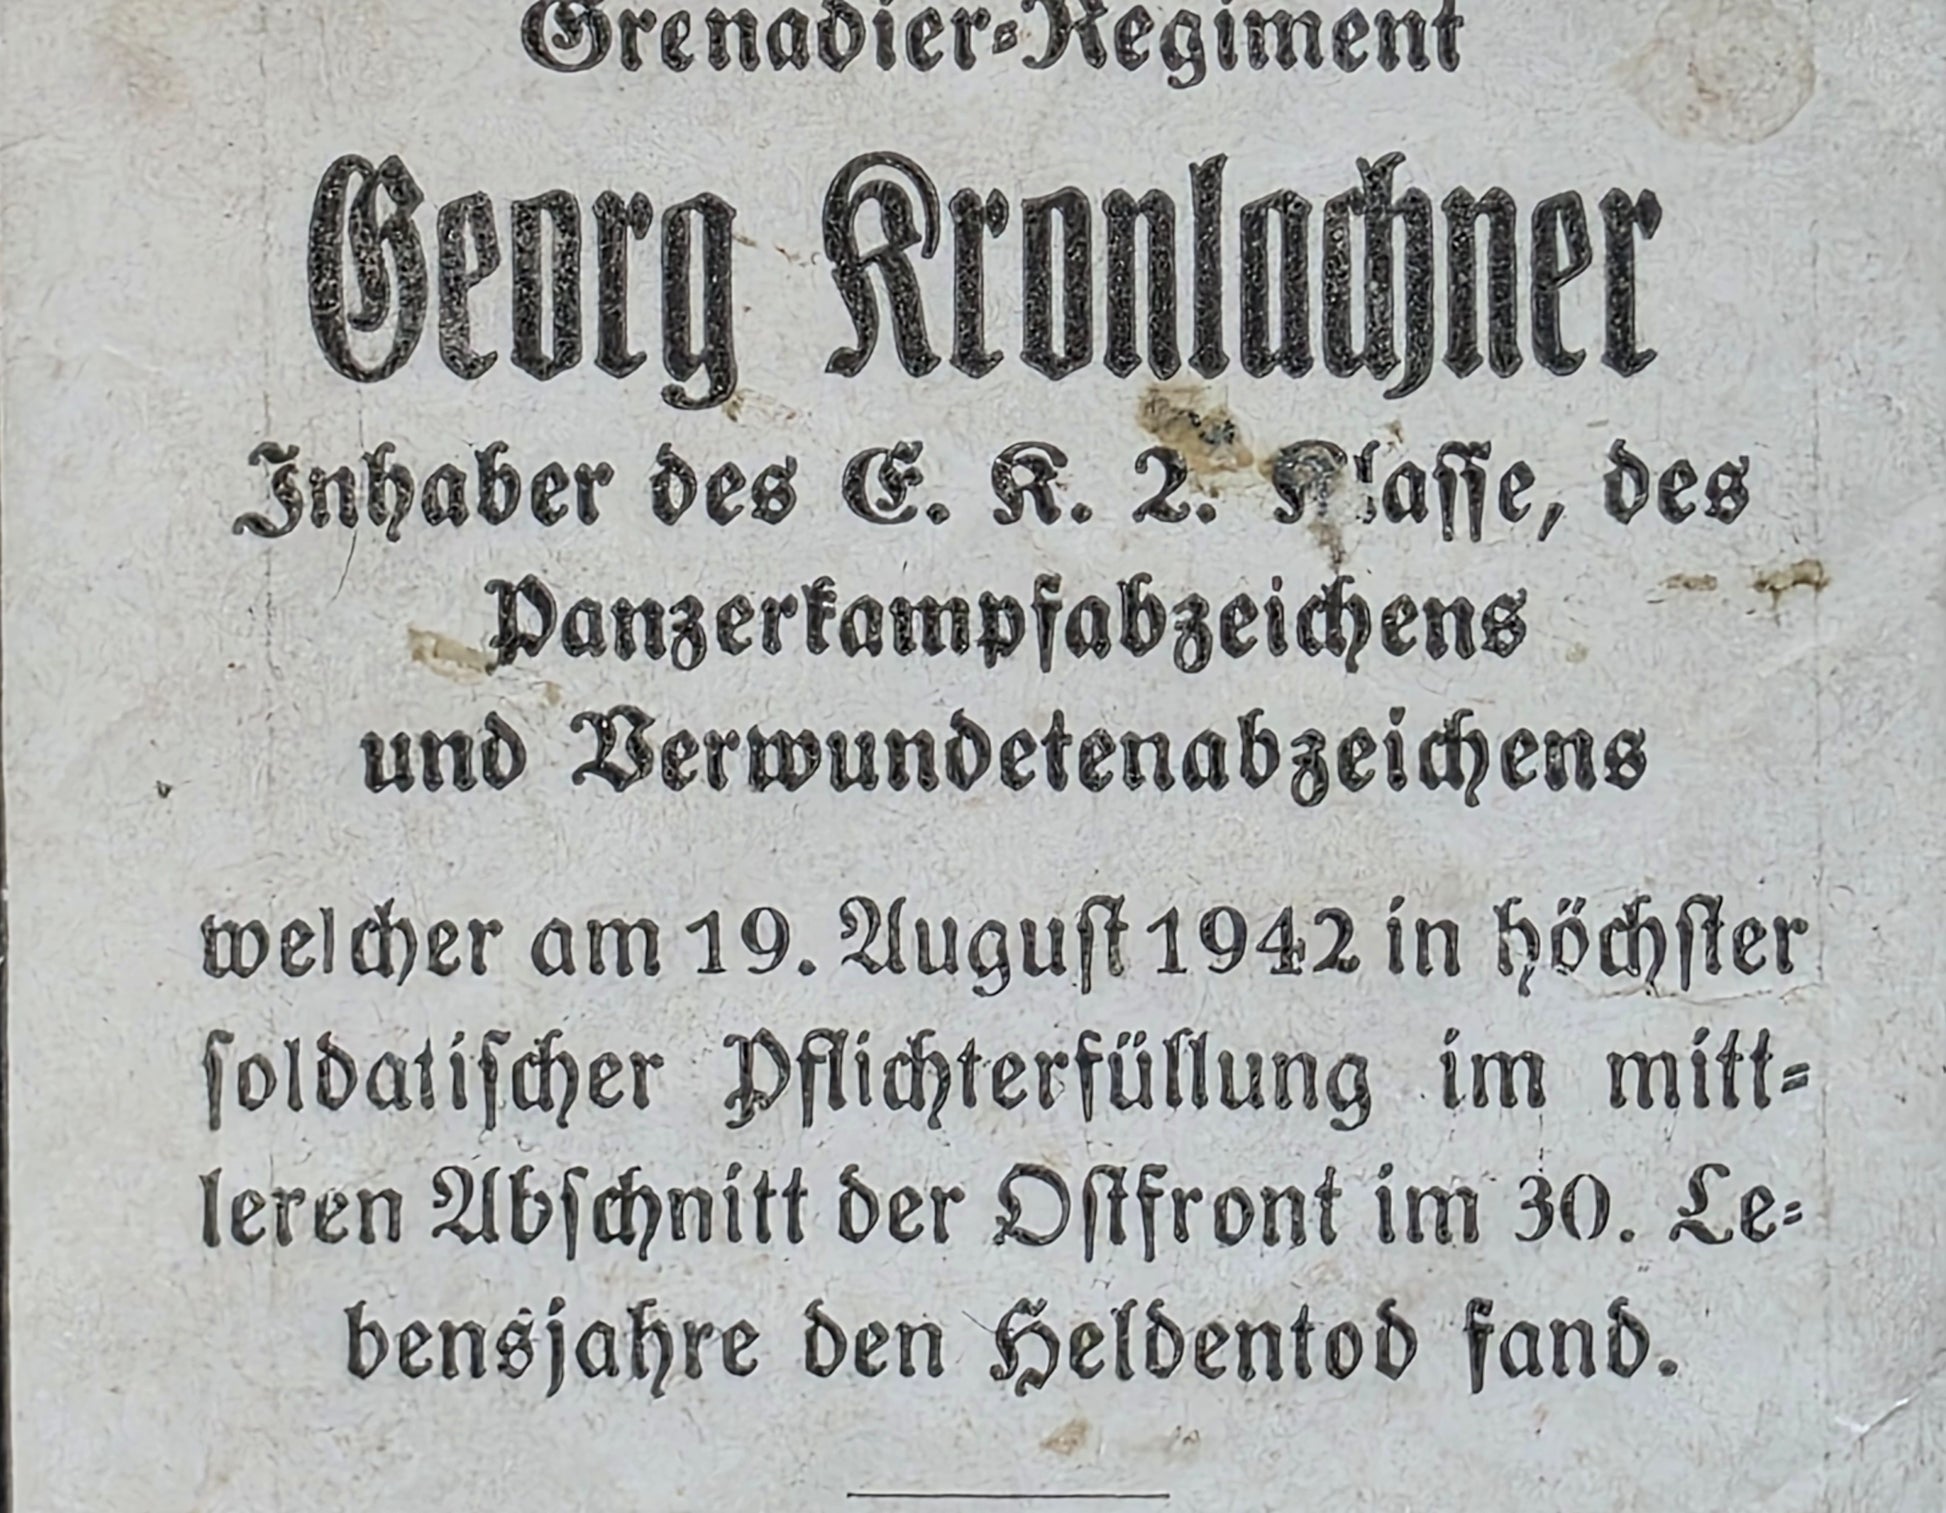 Grenadier-Regiment
Georg Kronlachner
Inhaber des E. K. 2. Klasse, des
Panzerkampfabzeichens
und Verwundetenabzeichens
welcher am 19. August 1942 in höchster
soldatischer Pflichterfüllung im mitt-
leren Abschnitt der Ostfront im 30. Le-
bensjahre den Heldentod fand.